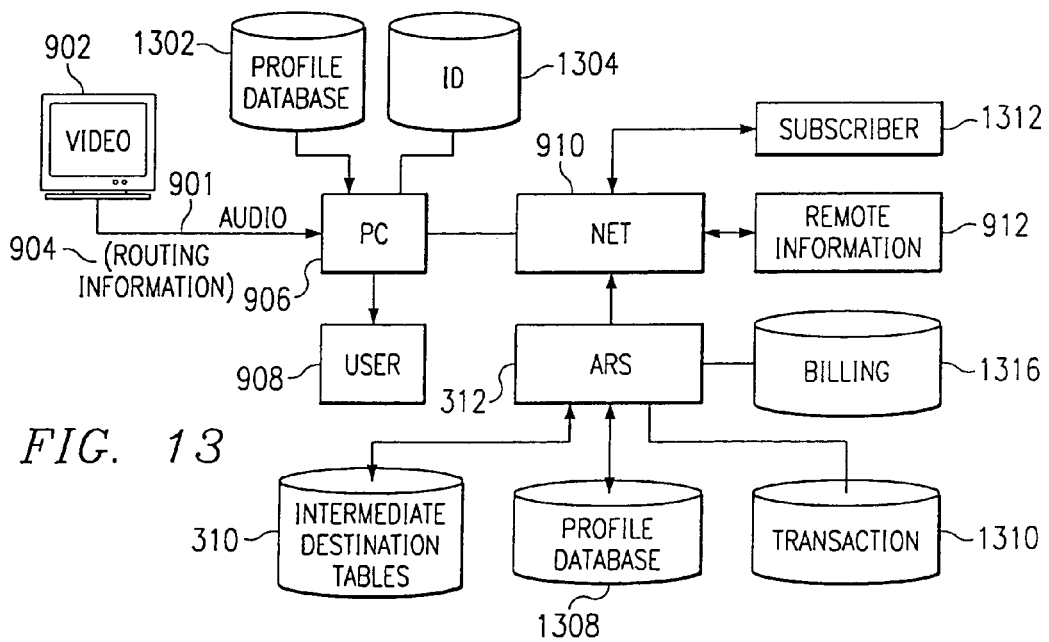 902
1302
PROFILE
DATABASE
ID
1304
VIDEO
901
AUDIO
904
(ROUTING
INFORMATION)
PC
906
910
NET
SUBSCRIBER
1312
REMOTE
INFORMATION
912
USER
908
ARS
312
BILLING
1316
FIG. 13
310
INTERMEDIATE
DESTINATION
TABLES
PROFILE
DATABASE
1308
TRANSACTION
1310